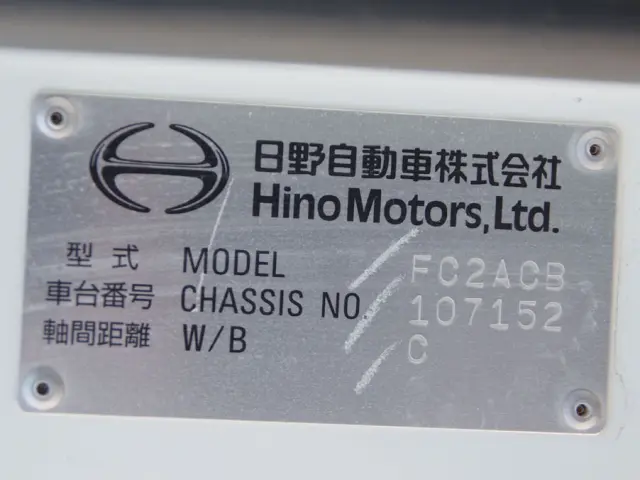 日野自動車株式会社
Hino Motors, Ltd.
型式 MODEL FC2ACB
車台番号 CHASSIS NO. 107152
軸間距離 W/B C